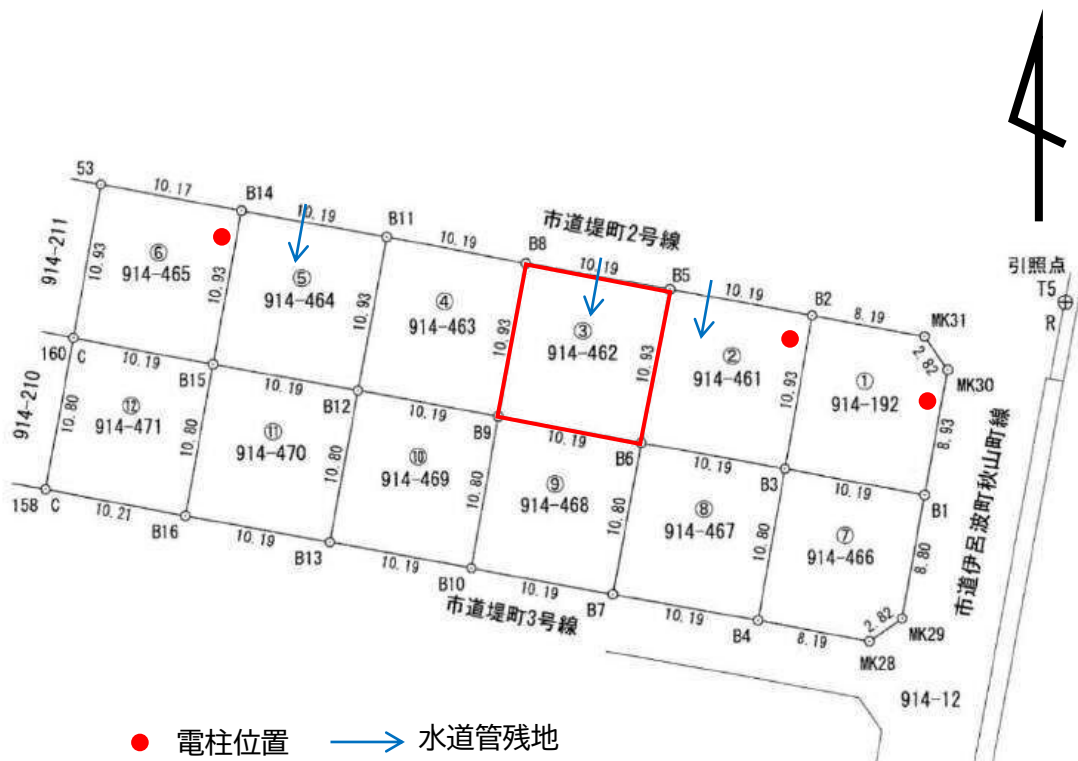 53
10.17
B14
10.19
B11
10.19
B8
市道堤町2号線
10.19
B5
10.19
B2
8.19
MK31
2.82
MK30
引照点
T5
R
914-211
10.93
⑥
914-465
10.93
⑤
914-464
10.93
④
914-463
10.93
③
914-462
10.93
②
914-461
10.93
①
914-192
8.93
160 C
10.19
B15
10.19
B12
10.19
B9
10.19
B6
10.19
B3
10.19
B1
914-210
10.80
⑫
914-471
10.80
⑪
914-470
10.80
⑩
914-469
10.80
⑨
914-468
10.80
⑧
914-467
10.80
⑦
914-466
8.80
市道伊呂波町秋山町線
158 C
10.21
B16
10.19
B13
10.19
B10
10.19
B7
10.19
B4
8.19
MK28
2.82
MK29
市道堤町3号線
914-12
電柱位置
水道管残地